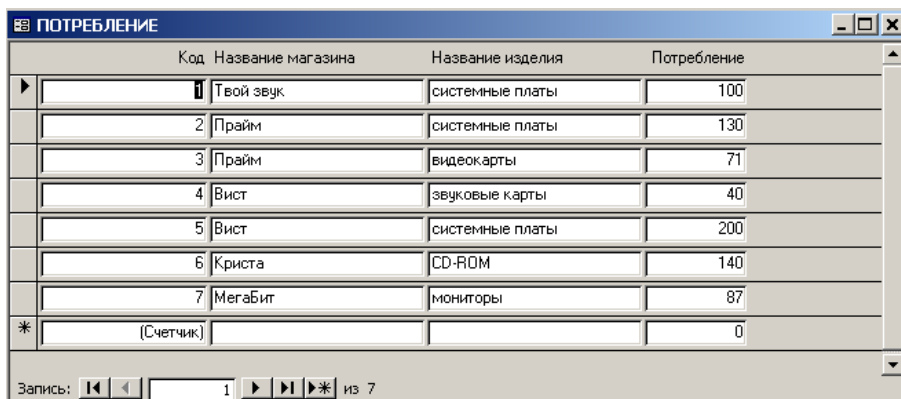 ПОТРЕБЛЕНИЕ
Код Название магазина Название изделия Потребление
1 Твой звук системные платы 100
2 Прайм системные платы 130
3 Прайм видеокарты 71
4 Вист звуковые карты 40
5 Вист системные платы 200
6 Криста CD-ROM 140
7 МегаБит мониторы 87
(Счетчик) 0
Запись: 1 из 7